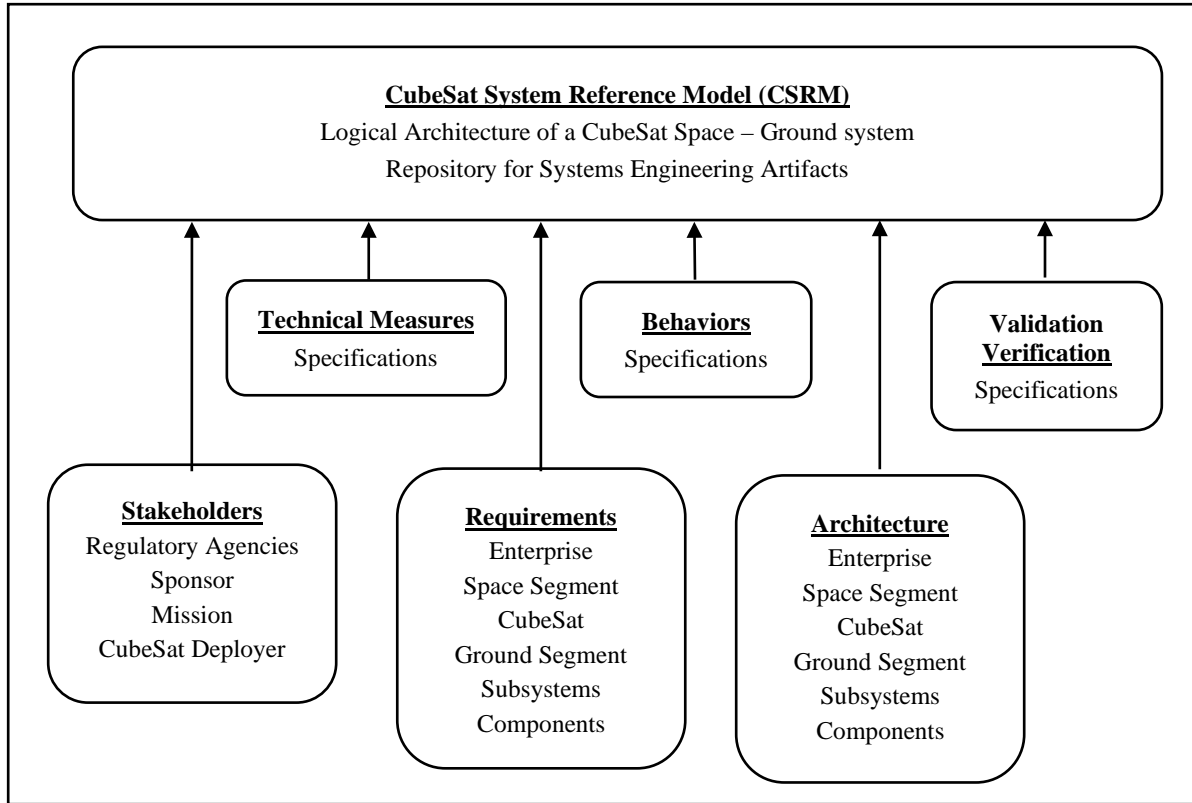 CubeSat System Reference Model (CSRM)
Logical Architecture of a CubeSat Space – Ground system
Repository for Systems Engineering Artifacts
Technical Measures
Specifications
Behaviors
Specifications
Validation
Verification
Specifications
Stakeholders
Regulatory Agencies
Sponsor
Mission
CubeSat Deployer
Requirements
Enterprise
Space Segment
CubeSat
Ground Segment
Subsystems
Components
Architecture
Enterprise
Space Segment
CubeSat
Ground Segment
Subsystems
Components